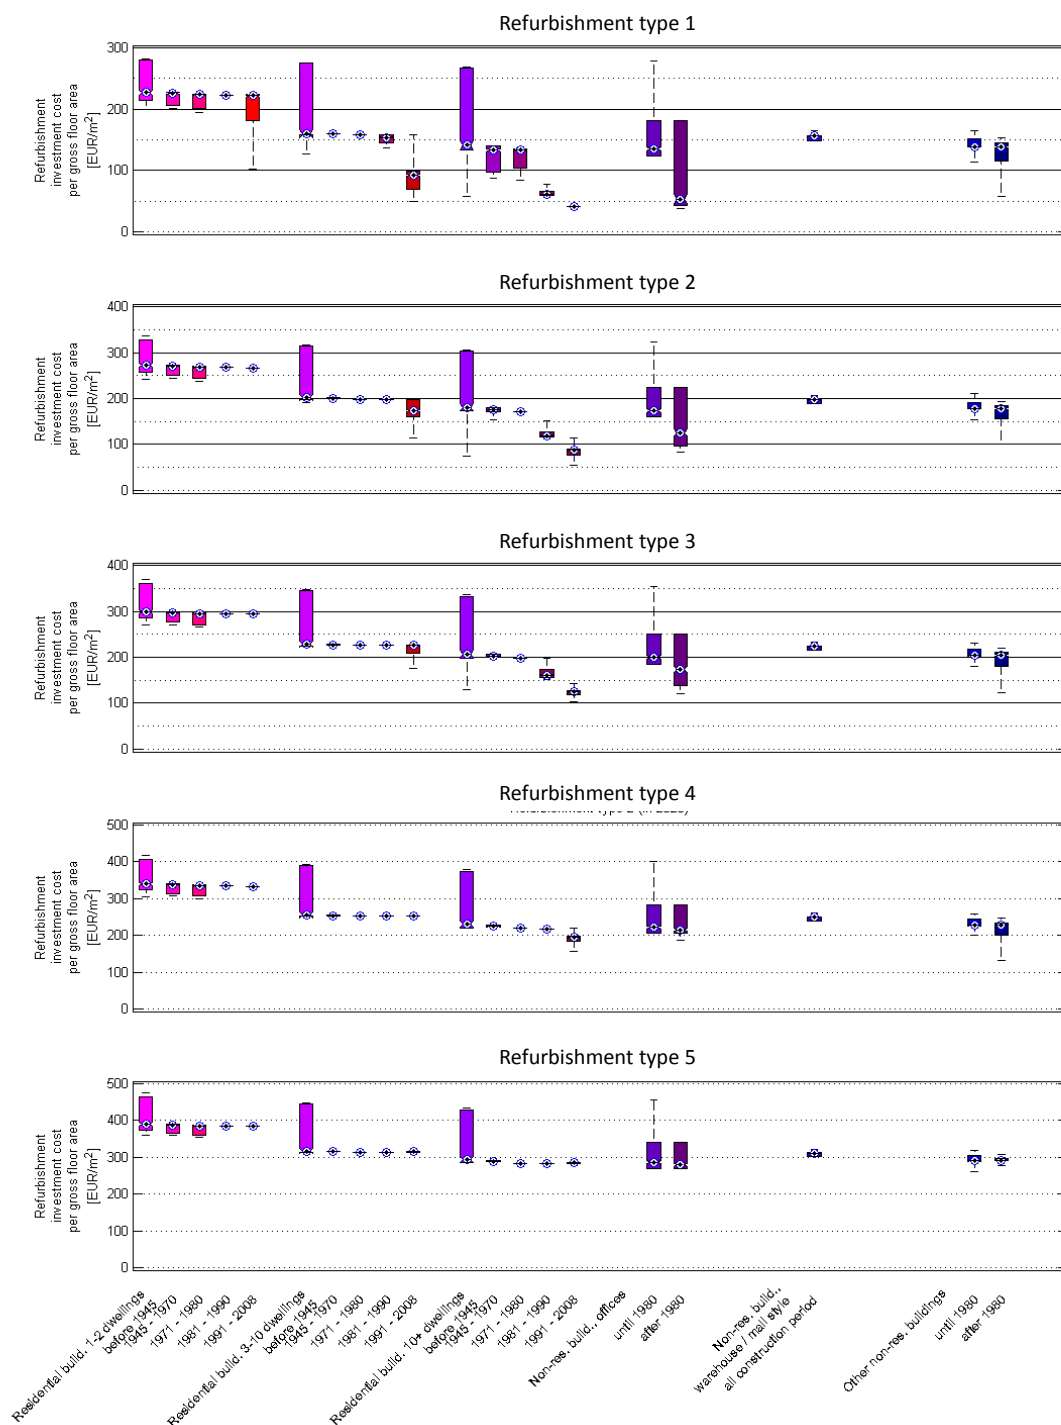 Refurbishment type 1
Refurbishment
investment cost
per gross floor area
[EUR/m²]
300
200
100
0
Refurbishment type 2
Refurbishment
investment cost
per gross floor area
[EUR/m²]
400
300
200
100
0
Refurbishment type 3
Refurbishment
investment cost
per gross floor area
[EUR/m²]
400
300
200
100
0
Refurbishment type 4
Refurbishment
investment cost
per gross floor area
[EUR/m²]
500
400
300
200
100
0
Refurbishment type 5
Refurbishment
investment cost
per gross floor area
[EUR/m²]
500
400
300
200
100
0
Residential build. 1-2 dwellings
before 1945
1945 - 1970
1971 - 1980
1981 - 1990
1991 - 2008
Residential build. 3-10 dwellings
before 1945
1945 - 1970
1971 - 1980
1981 - 1990
1991 - 2008
Residential build. 10+ dwellings
before 1945
1945 - 1970
1971 - 1980
1981 - 1990
1991 - 2008
Non-res. build., offices
until 1980
after 1980
Non-res. build.,
warehouse / mall style
all construction period
Other non-res. buildings
until 1980
after 1980